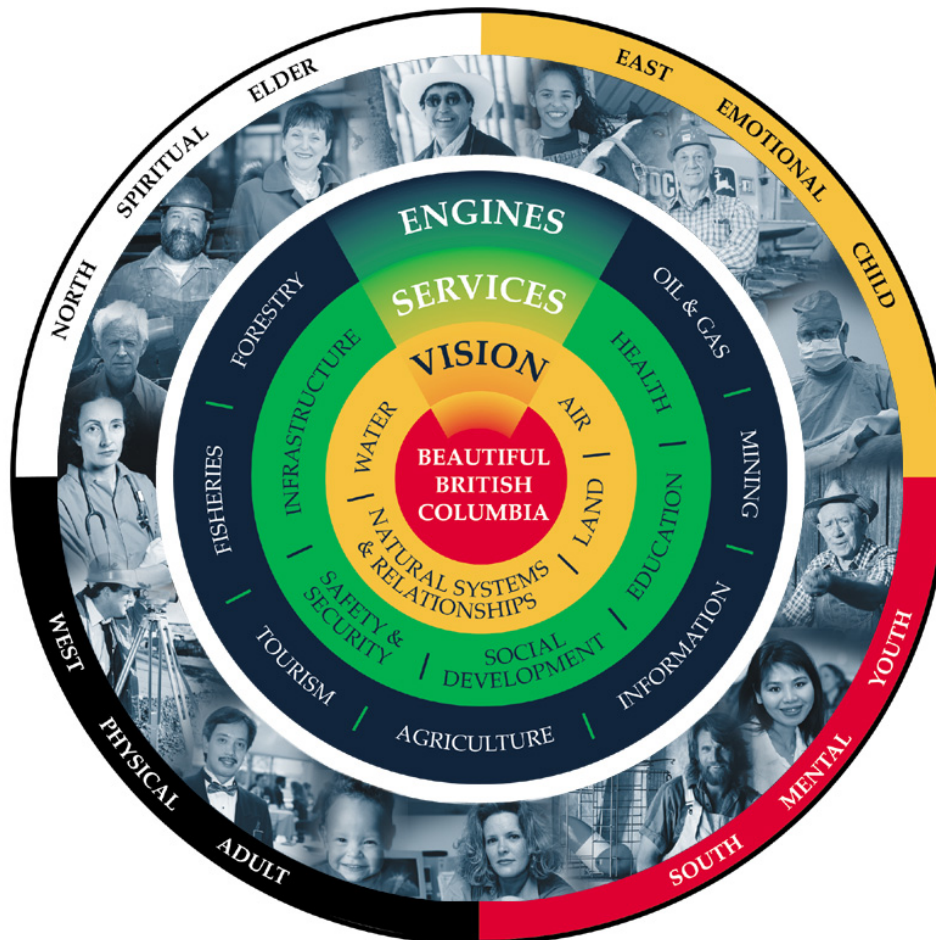 NORTH SPIRITUAL ELDER
EAST EMOTIONAL CHILD
YOUTH MENTAL SOUTH
WEST PHYSICAL ADULT
ENGINES
OIL & GAS
MINING
INFORMATION
AGRICULTURE
TOURISM
FISHERIES
FORESTRY
SERVICES
HEALTH
EDUCATION
SOCIAL
DEVELOPMENT
SAFETY &
SECURITY
INFRASTRUCTURE
VISION
AIR
LAND
NATURAL SYSTEMS
& RELATIONSHIPS
WATER
BEAUTIFUL
BRITISH
COLUMBIA